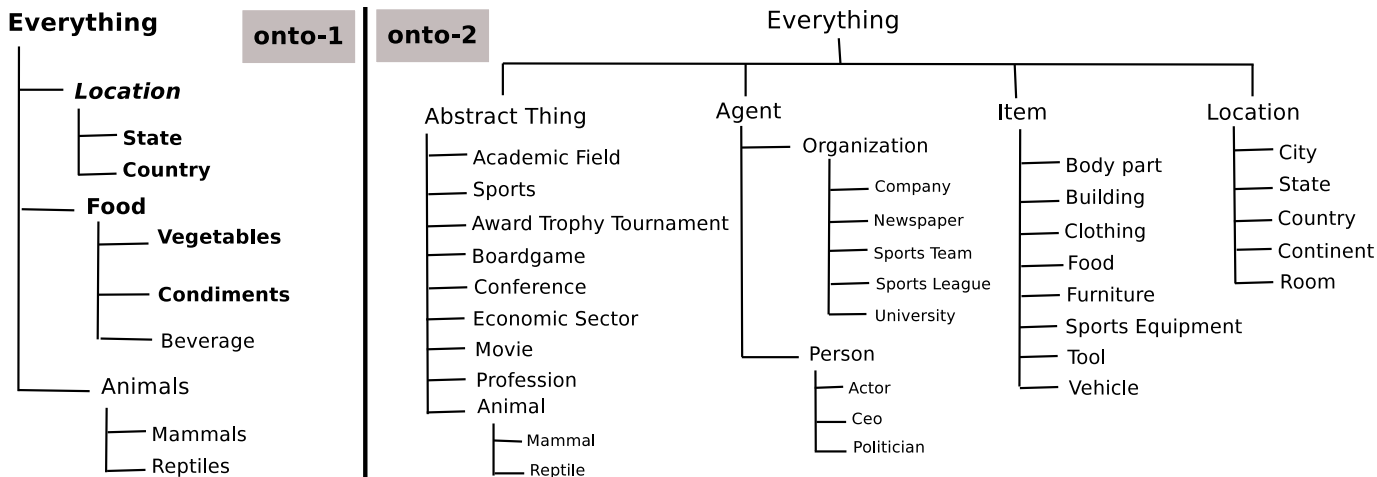 Everything
onto-1
Location
State
Country
Food
Vegetables
Condiments
Beverage
Animals
Mammals
Reptiles
onto-2
Everything
Abstract Thing
Academic Field
Sports
Award Trophy Tournament
Boardgame
Conference
Economic Sector
Movie
Profession
Animal
Mammal
Reptile
Agent
Organization
Company
Newspaper
Sports Team
Sports League
University
Person
Actor
Ceo
Politician
Item
Body part
Building
Clothing
Food
Furniture
Sports Equipment
Tool
Vehicle
Location
City
State
Country
Continent
Room